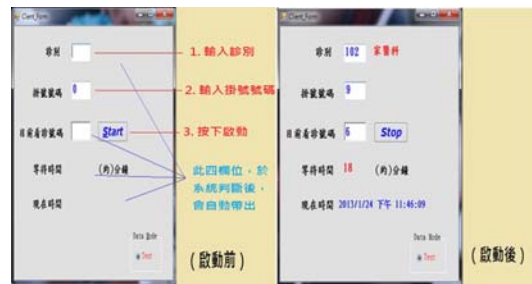 Client_Form
診別
1. 輸入診別
掛號號碼 0
2. 輸入掛號號碼
目前看診號碼 Start
3. 按下啟動
等待時間 (約)分鐘
此四欄位，於
系統判斷後，
會自動帶出
現在時間
Data Mode
Test
(啟動前)
Client_Form
診別 102 家醫科
掛號號碼 9
目前看診號碼 6 Stop
等待時間 18 (約)分鐘
現在時間 2013/1/24 下午 11:46:09
Data Mode
Test
(啟動後)